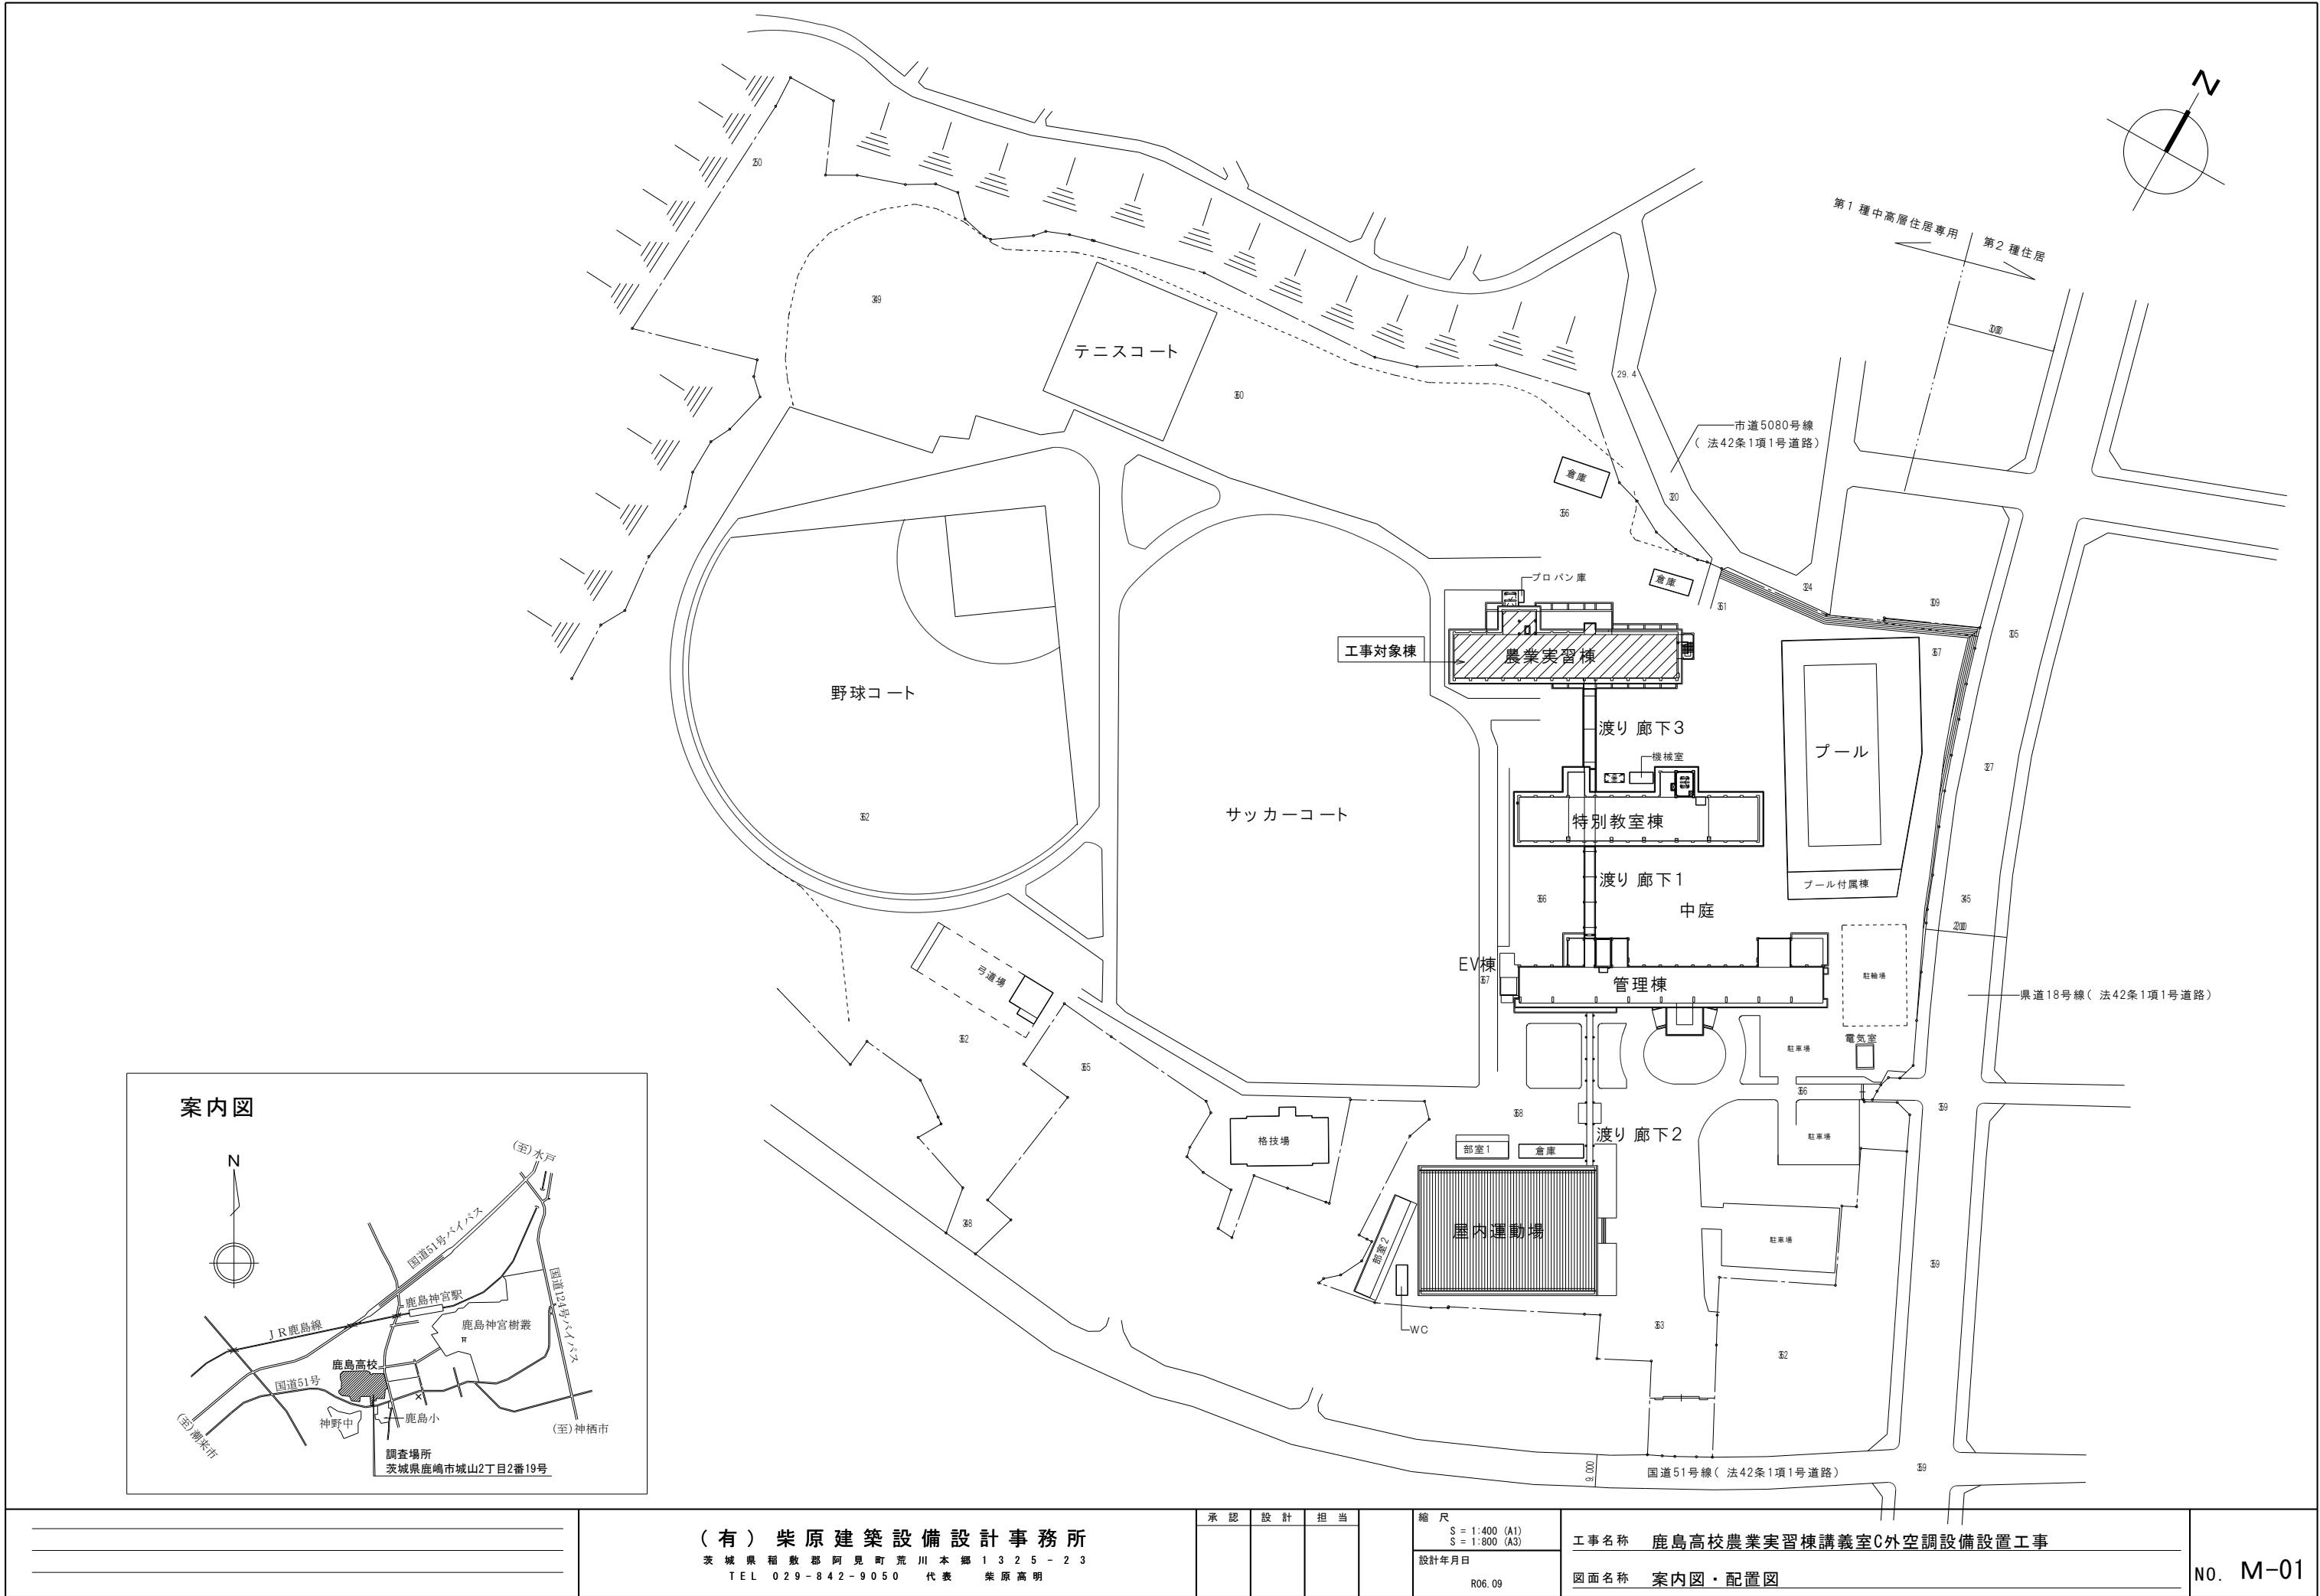 N
第1種中高層住居専用
第2種住居
テニスコート
29.4
市道5080号線
(法42条1項1号道路)
倉庫
プロパン庫
倉庫
工事対象棟
農業実習棟
野球コート
渡り廊下3
機械室
プール
サッカーコート
特別教室棟
渡り廊下1
プール付属棟
中庭
EV棟
管理棟
弓道場
駐輪場
県道18号線(法42条1項1号道路)
電気室
駐車場
渡り廊下2
駐車場
格技場
部室1
倉庫
屋内運動場
部室2
駐車場
WC
9.000
国道51号線(法42条1項1号道路)
案内図
N
(至)水戸
国道51号バイパス
国道124号バイパス
鹿島神宮駅
JR鹿島線
鹿島神宮樹叢
鹿島高校
国道51号
神野中
鹿島小
(至)潮来市
(至)神栖市
調査場所
茨城県鹿嶋市城山2丁目2番19号
(有)柴原建築設備設計事務所
茨城県稲敷郡阿見町荒川本郷1325-23
TEL 029-842-9050 代表 柴原高明
承認 設計 担当
縮尺
S = 1:400 (A1)
S = 1:800 (A3)
設計年月日
R06.09
工事名称 鹿島高校農業実習棟講義室C外空調設備設置工事
図面名称 案内図・配置図
NO. M-01